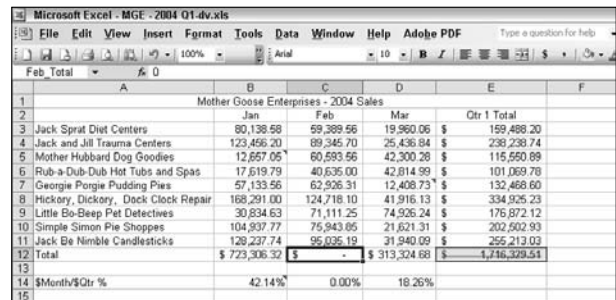 Microsoft Excel - MGE - 2004 Q1-dv.xls
File Edit View Insert Format Tools Data Window Help Adobe PDF Type a question for help
100% Arial 10 B I $ ,
Feb_Total fx 0
A B C D E F
1 Mother Goose Enterprises - 2004 Sales
2 Jan Feb Mar Qtr 1 Total
3 Jack Sprat Diet Centers 80,138.58 59,389.56 19,960.06 $ 159,488.20
4 Jack and Jill Trauma Centers 123,456.20 89,345.70 25,436.84 $ 238,238.74
5 Mother Hubbard Dog Goodies 12,657.05 60,593.56 42,300.28 $ 115,550.89
6 Rub-a-Dub-Dub Hot Tubs and Spas 17,619.79 40,635.00 42,814.99 $ 101,069.78
7 Georgie Porgie Pudding Pies 57,133.56 62,926.31 12,408.73 $ 132,468.60
8 Hickory, Dickory, Dock Clock Repair 168,291.00 124,718.10 41,916.13 $ 334,925.23
9 Little Bo-Beep Pet Detectives 30,834.63 71,111.25 74,926.24 $ 176,872.12
10 Simple Simon Pie Shoppes 104,937.77 75,943.85 21,621.31 $ 202,502.93
11 Jack Be Nimble Candlesticks 128,237.74 95,035.19 31,940.09 $ 255,213.03
12 Total $ 723,306.32 $ - $ 313,324.68 $ 1,716,329.51
13
14 $Month/$Qtr % 42.14% 0.00% 18.26%
15